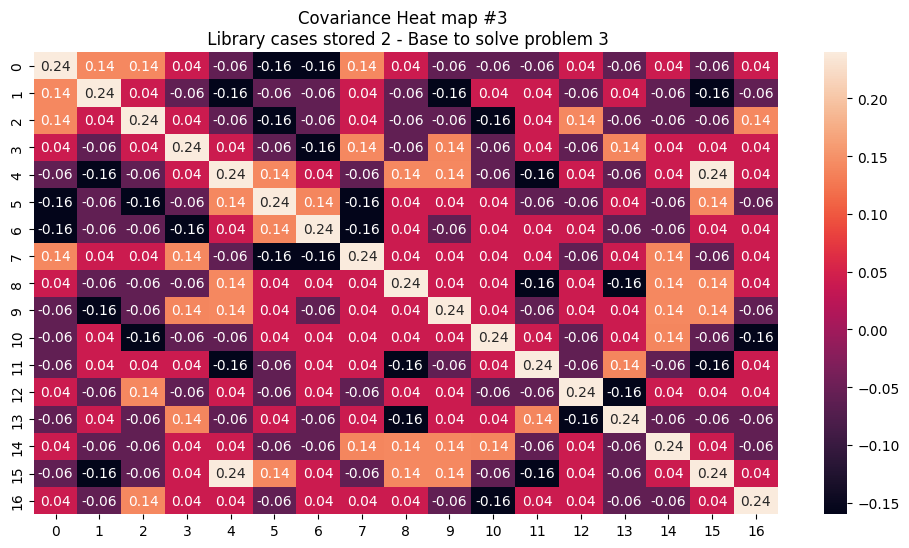 Covariance Heat map #3
Library cases stored 2 - Base to solve problem 3
0 0.24 0.14 0.14 0.04 -0.06 -0.16 -0.16 0.14 0.04 -0.06 -0.06 -0.06 0.04 -0.06 0.04 -0.06 0.04
1 0.14 0.24 0.04 -0.06 -0.16 -0.06 -0.06 0.04 -0.06 -0.16 0.04 0.04 -0.06 0.04 -0.06 -0.16 -0.06
2 0.14 0.04 0.24 0.04 -0.06 -0.16 -0.06 0.04 -0.06 -0.06 -0.16 0.04 0.14 -0.06 -0.06 -0.06 0.14
3 0.04 -0.06 0.04 0.24 0.04 -0.06 -0.16 0.14 -0.06 0.14 -0.06 0.04 -0.06 0.14 0.04 0.04 0.04
4 -0.06 -0.16 -0.06 0.04 0.24 0.14 0.04 -0.06 0.14 0.14 -0.06 -0.16 0.04 -0.06 0.04 0.24 0.04
5 -0.16 -0.06 -0.16 -0.06 0.14 0.24 0.14 -0.16 0.04 0.04 0.04 -0.06 -0.06 0.04 -0.06 0.14 -0.06
6 -0.16 -0.06 -0.06 -0.16 0.04 0.14 0.24 -0.16 0.04 -0.06 0.04 0.04 0.04 -0.06 -0.06 0.04 0.04
7 0.14 0.04 0.04 0.14 -0.06 -0.16 -0.16 0.24 0.04 0.04 0.04 0.04 -0.06 0.04 0.14 -0.06 0.04
8 0.04 -0.06 -0.06 -0.06 0.14 0.04 0.04 0.04 0.24 0.04 0.04 -0.16 0.04 -0.16 0.14 0.14 0.04
9 -0.06 -0.16 -0.06 0.14 0.14 0.04 -0.06 0.04 0.04 0.24 0.04 -0.06 0.04 0.04 0.14 0.14 -0.06
10 -0.06 0.04 -0.16 -0.06 -0.06 0.04 0.04 0.04 0.04 0.04 0.24 0.04 -0.06 0.04 0.14 -0.06 -0.16
11 -0.06 0.04 0.04 0.04 -0.16 -0.06 0.04 0.04 -0.16 -0.06 0.04 0.24 -0.06 0.14 -0.06 -0.16 0.04
12 0.04 -0.06 0.14 -0.06 0.04 -0.06 0.04 -0.06 0.04 0.04 -0.06 -0.06 0.24 -0.16 0.04 0.04 0.04
13 -0.06 0.04 -0.06 0.14 -0.06 0.04 -0.06 0.04 -0.16 0.04 0.04 0.14 -0.16 0.24 -0.06 -0.06 -0.06
14 0.04 -0.06 -0.06 0.04 0.04 -0.06 -0.06 0.14 0.14 0.14 0.14 -0.06 0.04 -0.06 0.24 0.04 -0.06
15 -0.06 -0.16 -0.06 0.04 0.24 0.14 0.04 -0.06 0.14 0.14 -0.06 -0.16 0.04 -0.06 0.04 0.24 0.04
16 0.04 -0.06 0.14 0.04 0.04 -0.06 0.04 0.04 0.04 -0.06 -0.16 0.04 0.04 -0.06 -0.06 0.04 0.24
0 1 2 3 4 5 6 7 8 9 10 11 12 13 14 15 16
0.20
0.15
0.10
0.05
0.00
−0.05
−0.10
−0.15